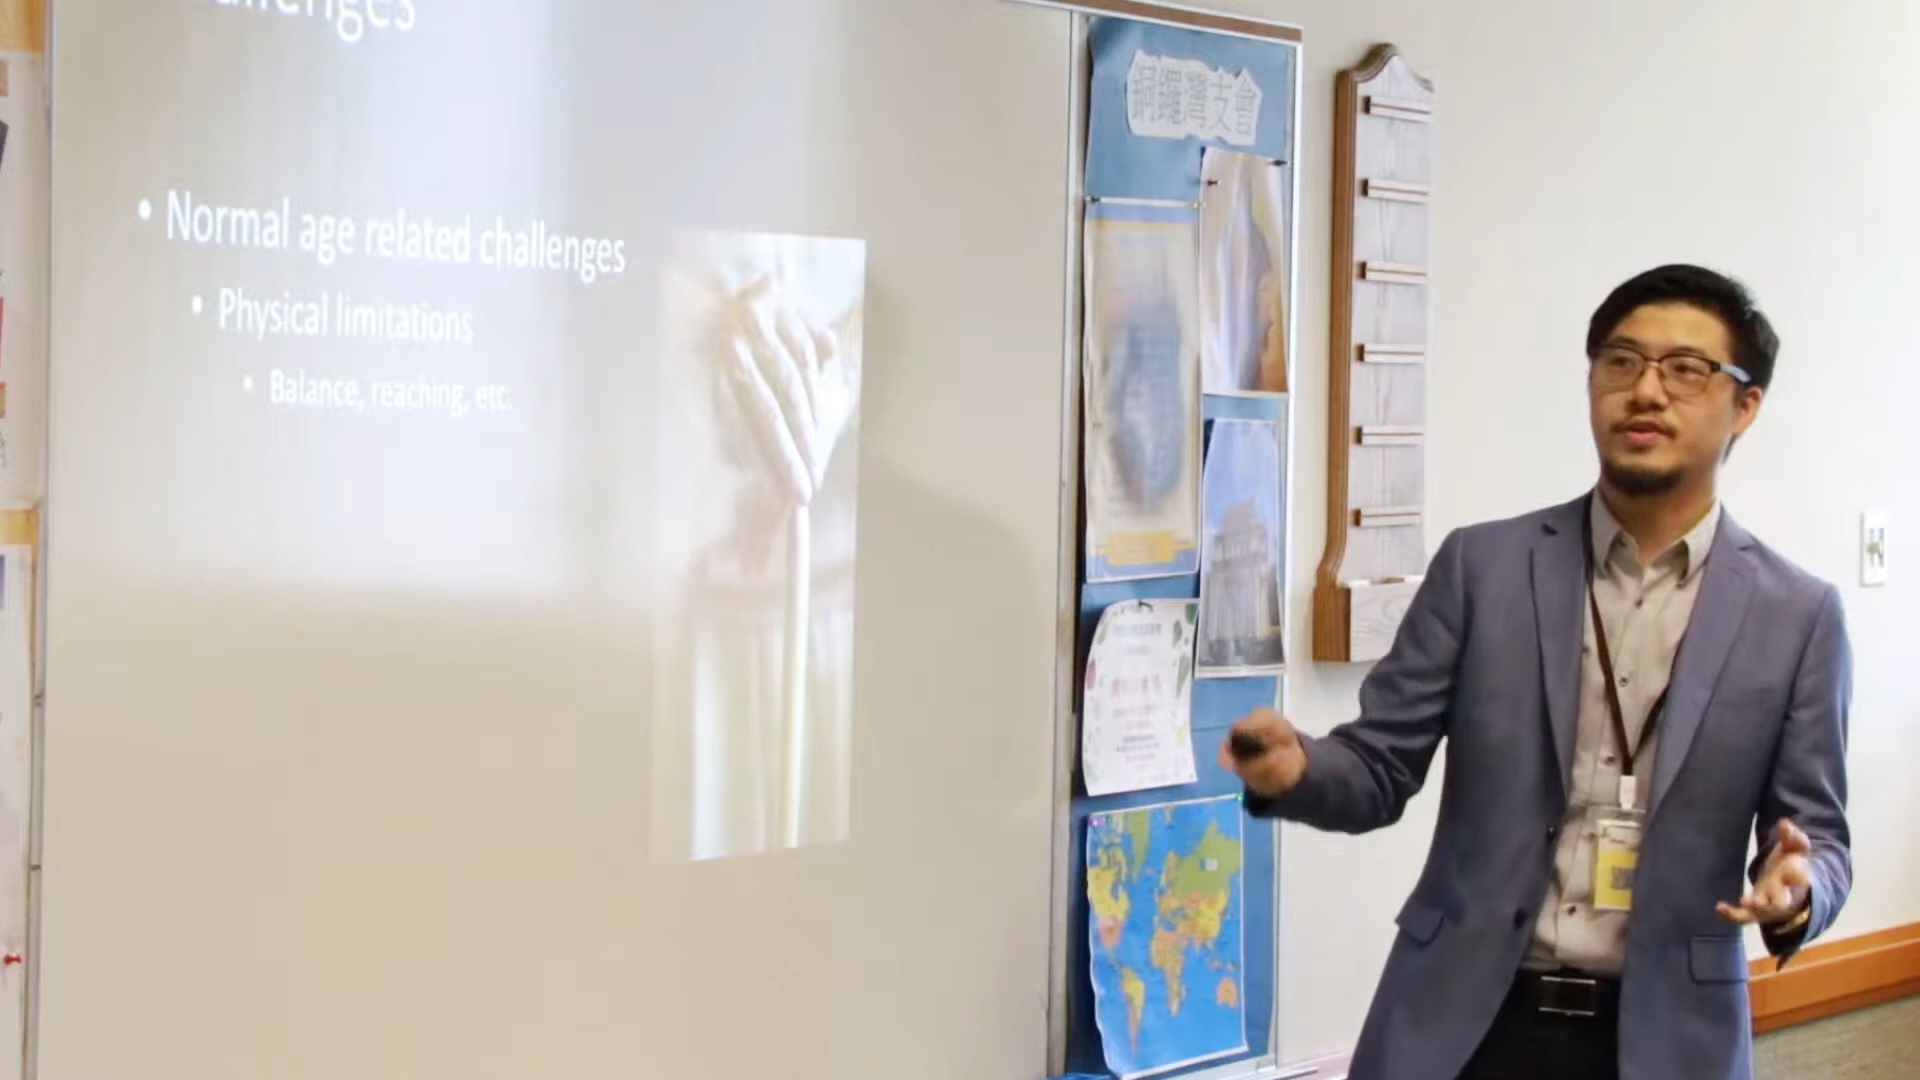 allenges
• Normal age related challenges
• Physical limitations
• Balance, reaching, etc.
銅鑼灣支會